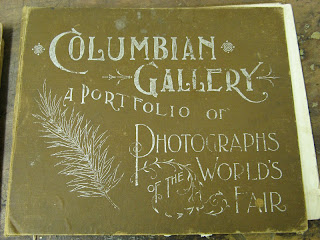 COLUMBIAN
GALLERY
A PORTFOLIO OF
PHOTOGRAPHS
OF THE WORLD'S
FAIR